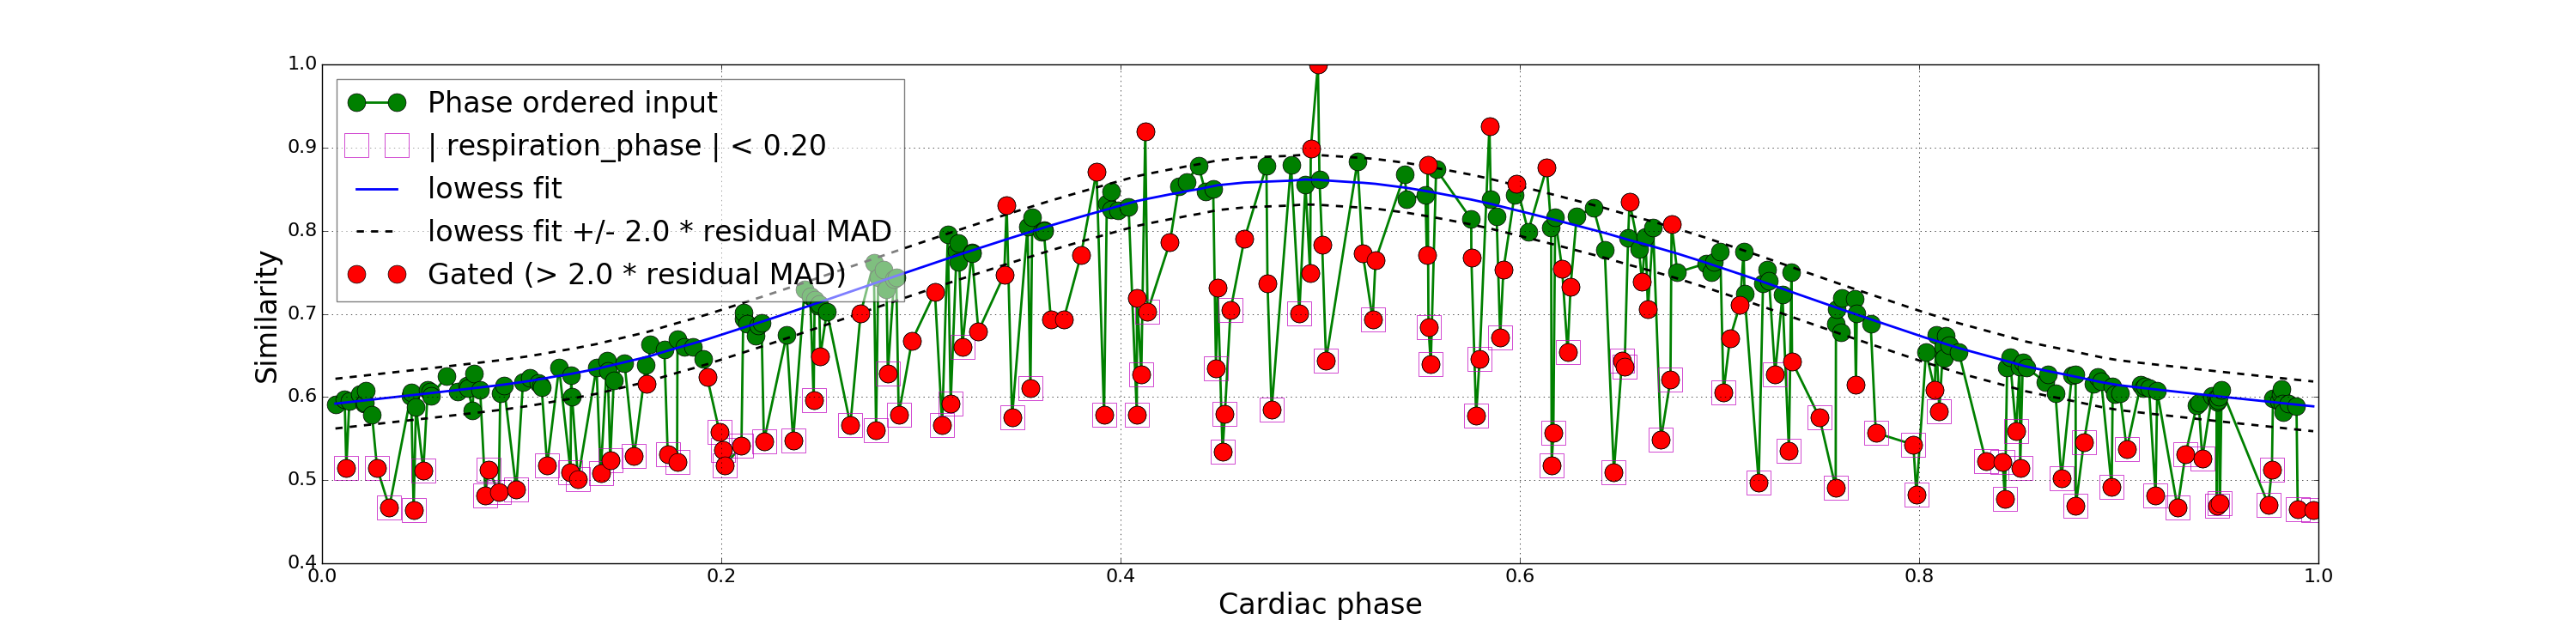 1.0
0.9
0.8
0.7
0.6
0.5
0.4
Similarity
Phase ordered input
| respiration_phase | < 0.20
lowess fit
lowess fit +/- 2.0 * residual MAD
Gated (> 2.0 * residual MAD)
0.0 0.2 0.4 0.6 0.8 1.0
Cardiac phase